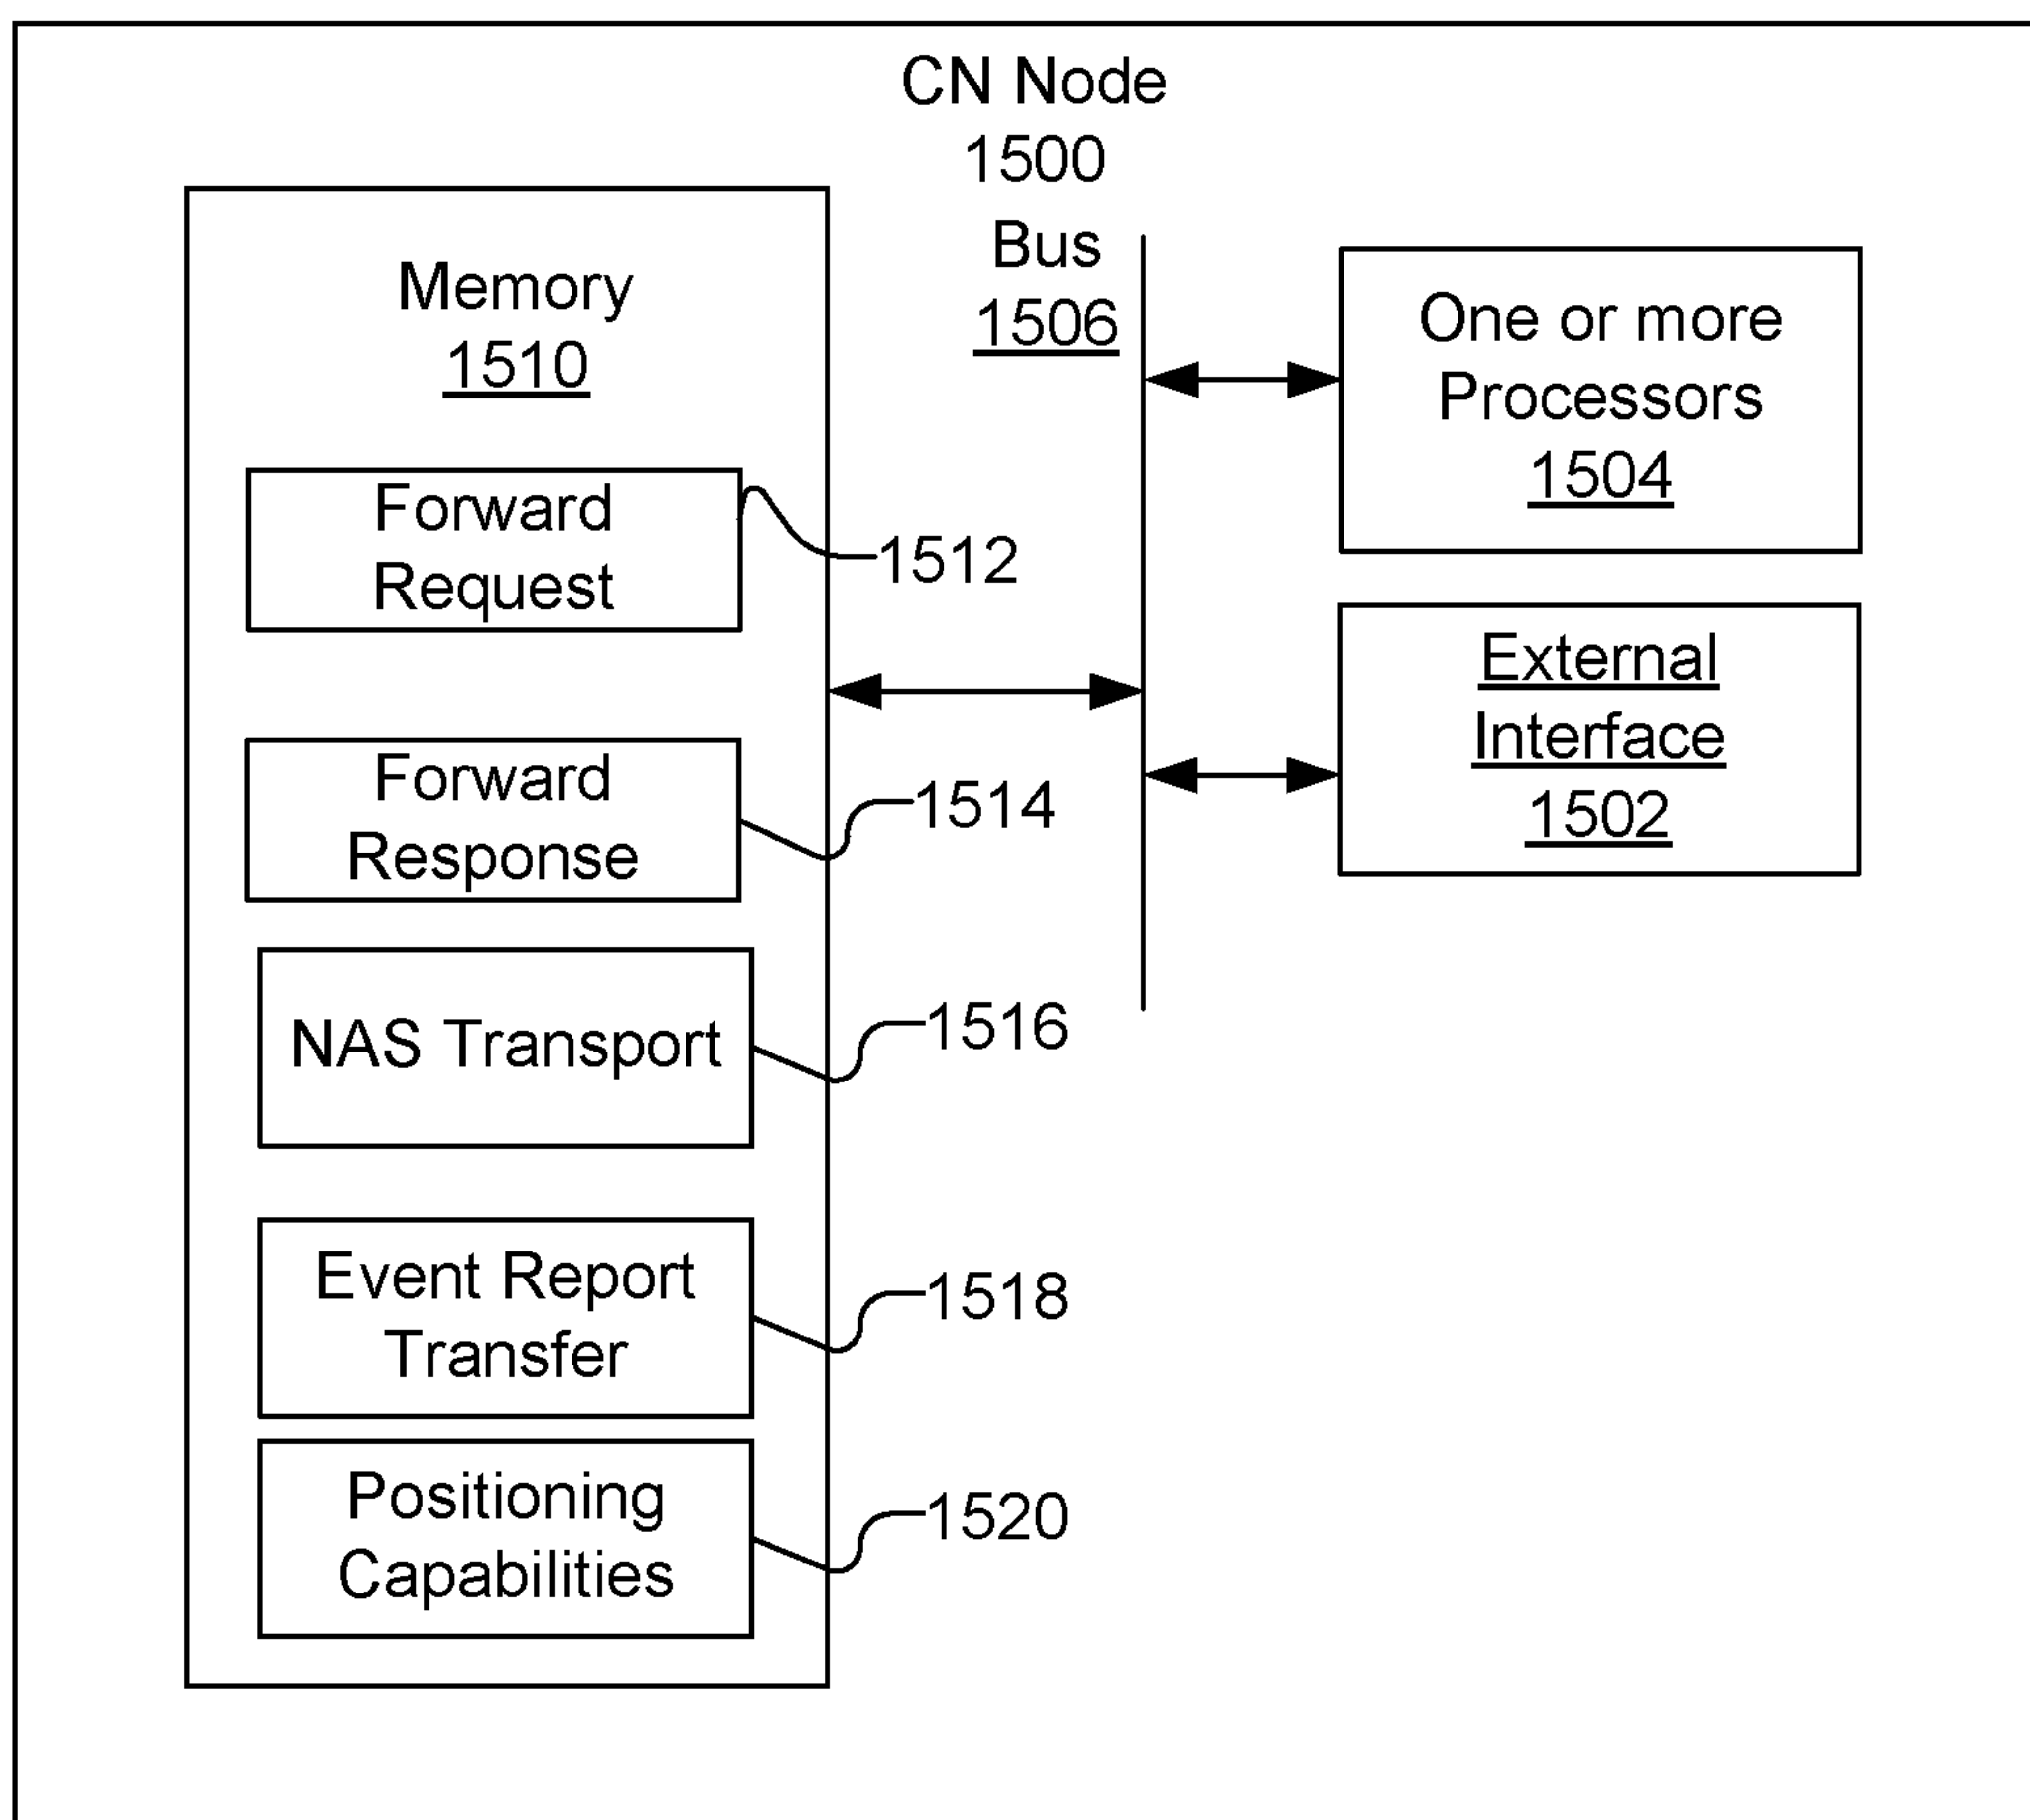 CN Node
1500
Memory
1510
Forward
Request
1512
Forward
Response
1514
NAS Transport
1516
Event Report
Transfer
1518
Positioning
Capabilities
1520
Bus
1506
One or more
Processors
1504
External
Interface
1502